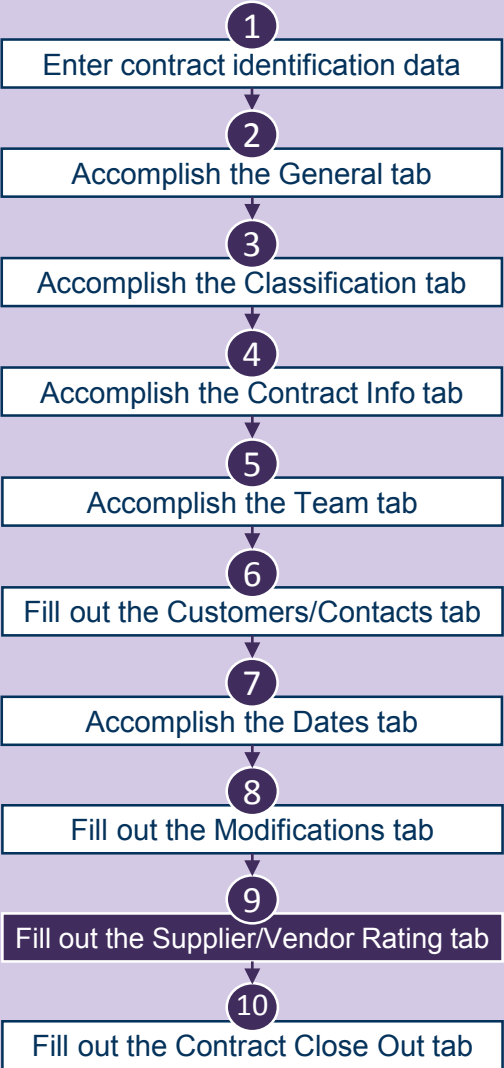 1
Enter contract identification data
2
Accomplish the General tab
3
Accomplish the Classification tab
4
Accomplish the Contract Info tab
5
Accomplish the Team tab
6
Fill out the Customers/Contacts tab
7
Accomplish the Dates tab
8
Fill out the Modifications tab
9
Fill out the Supplier/Vendor Rating tab
10
Fill out the Contract Close Out tab